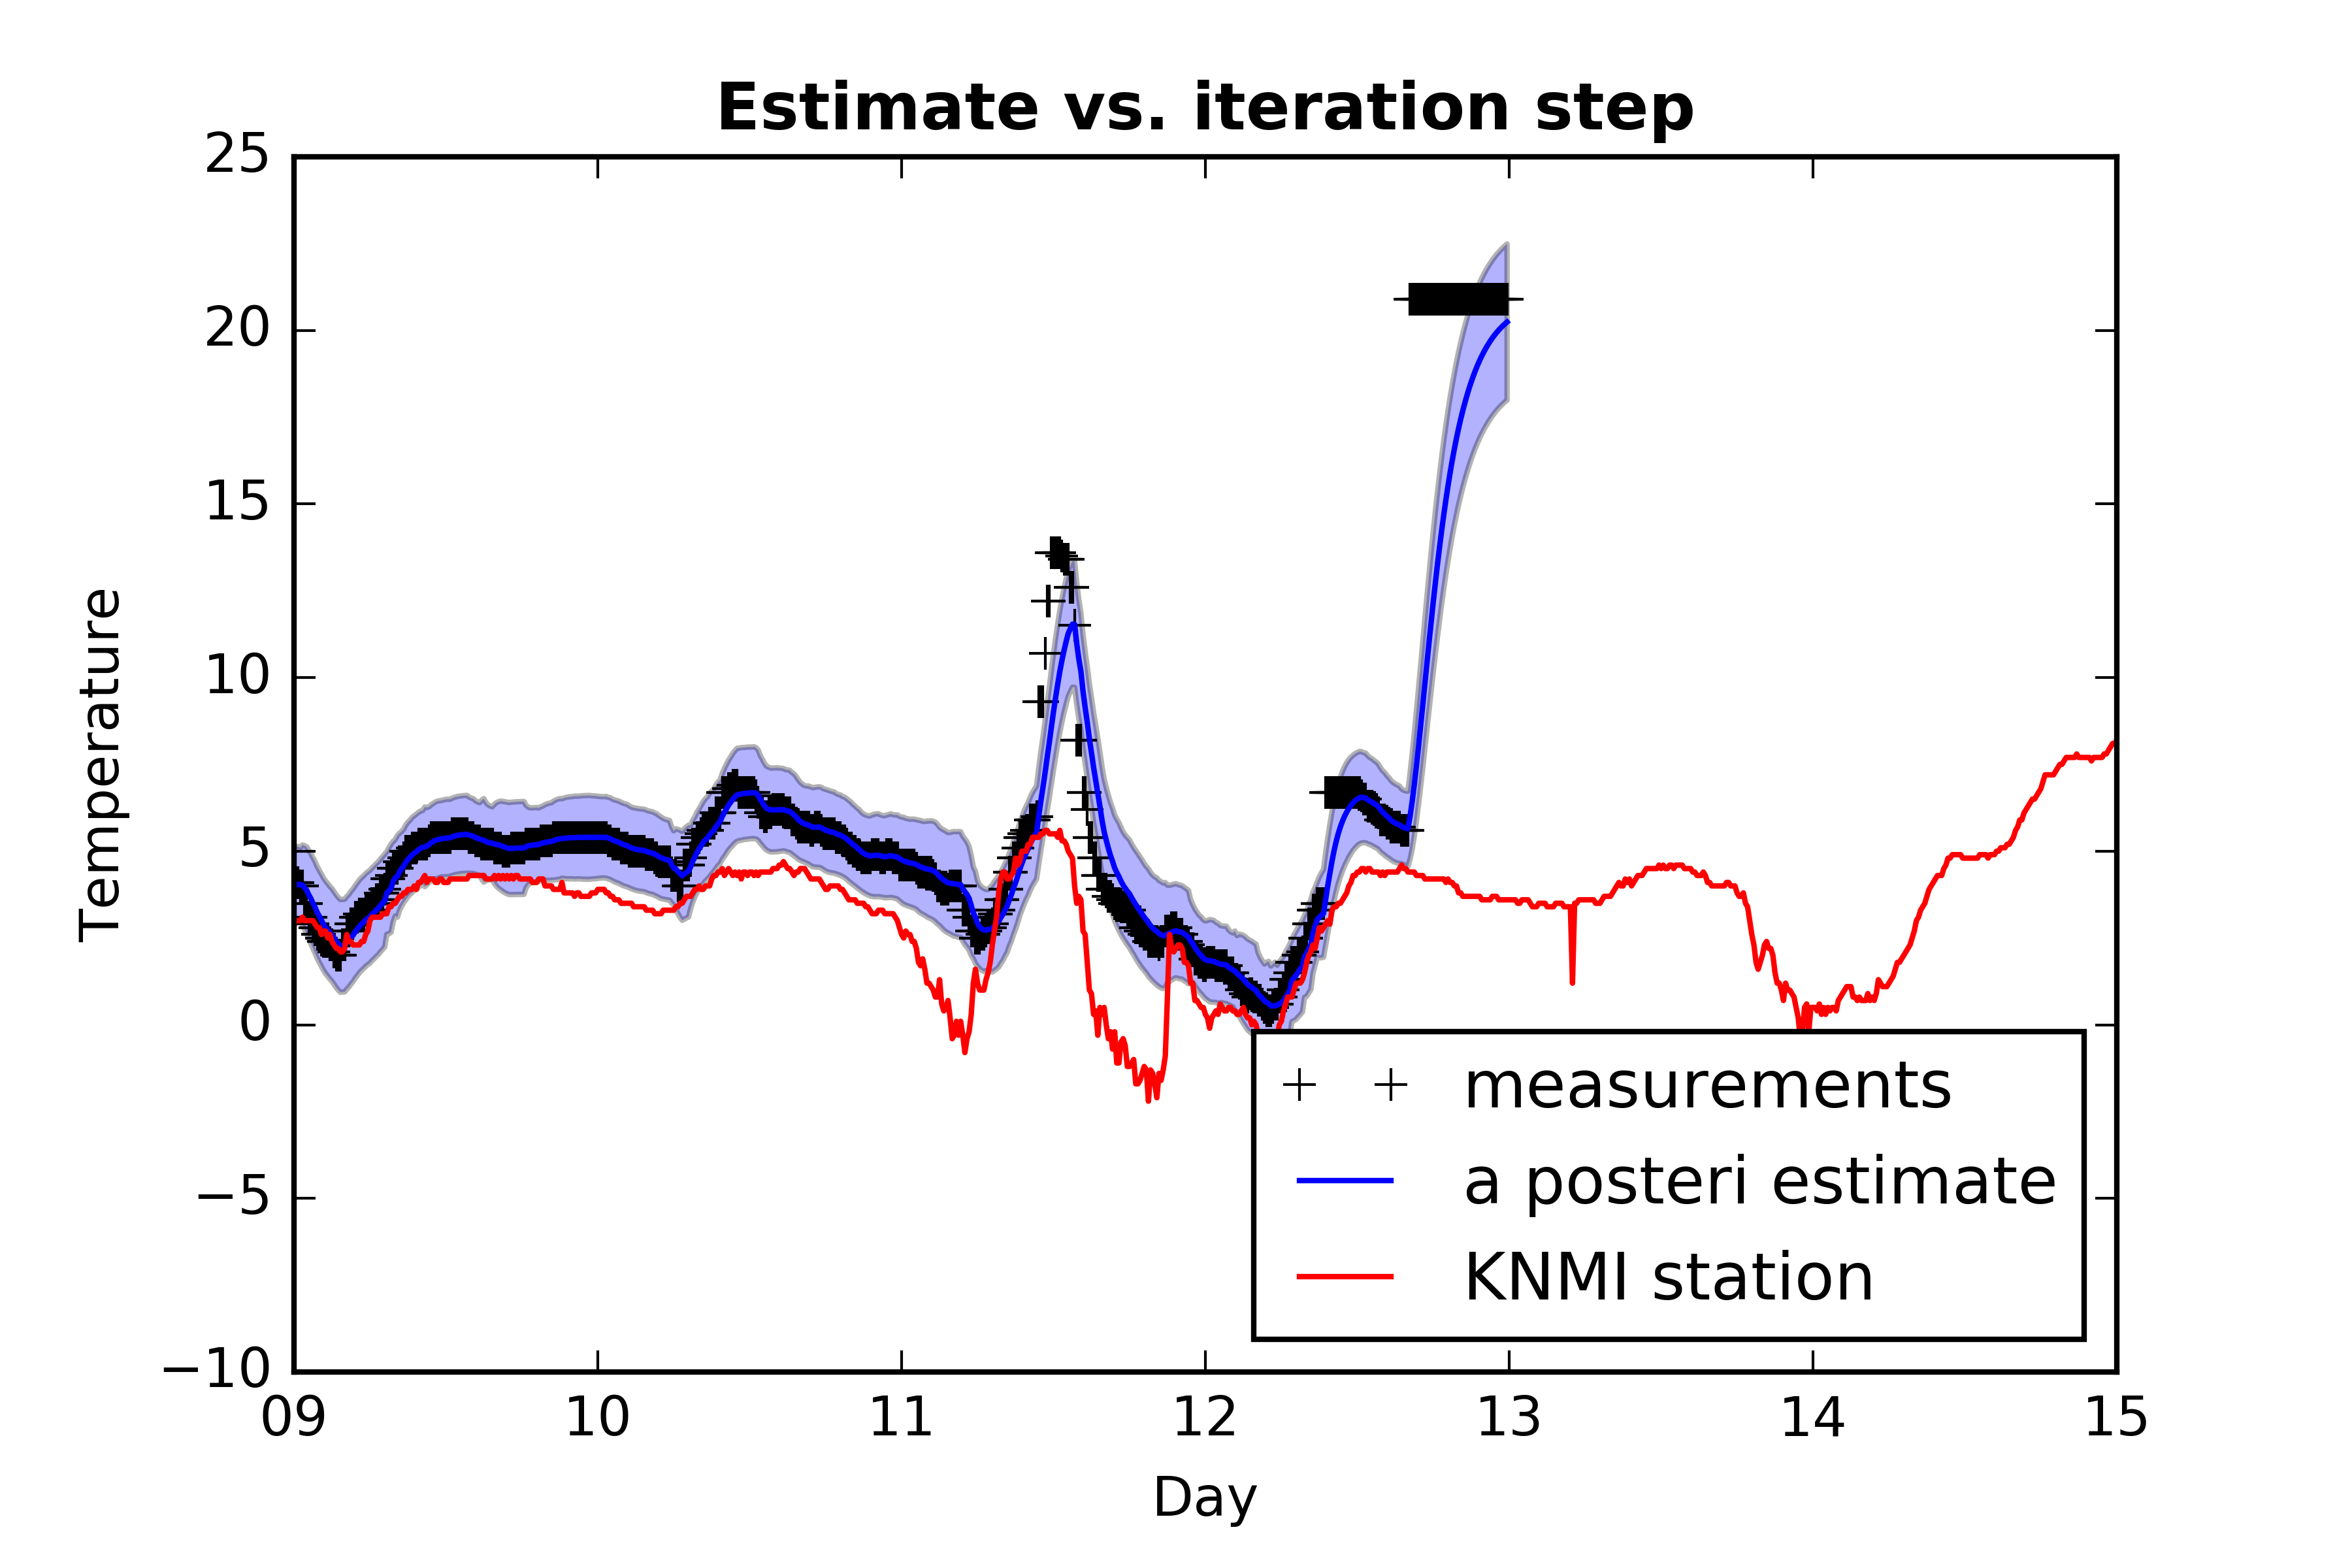 Estimate vs. iteration step
25
20
15
10
5
0
−5
−10
Temperature
measurements
a posteri estimate
KNMI station
09 10 11 12 13 14 15
Day